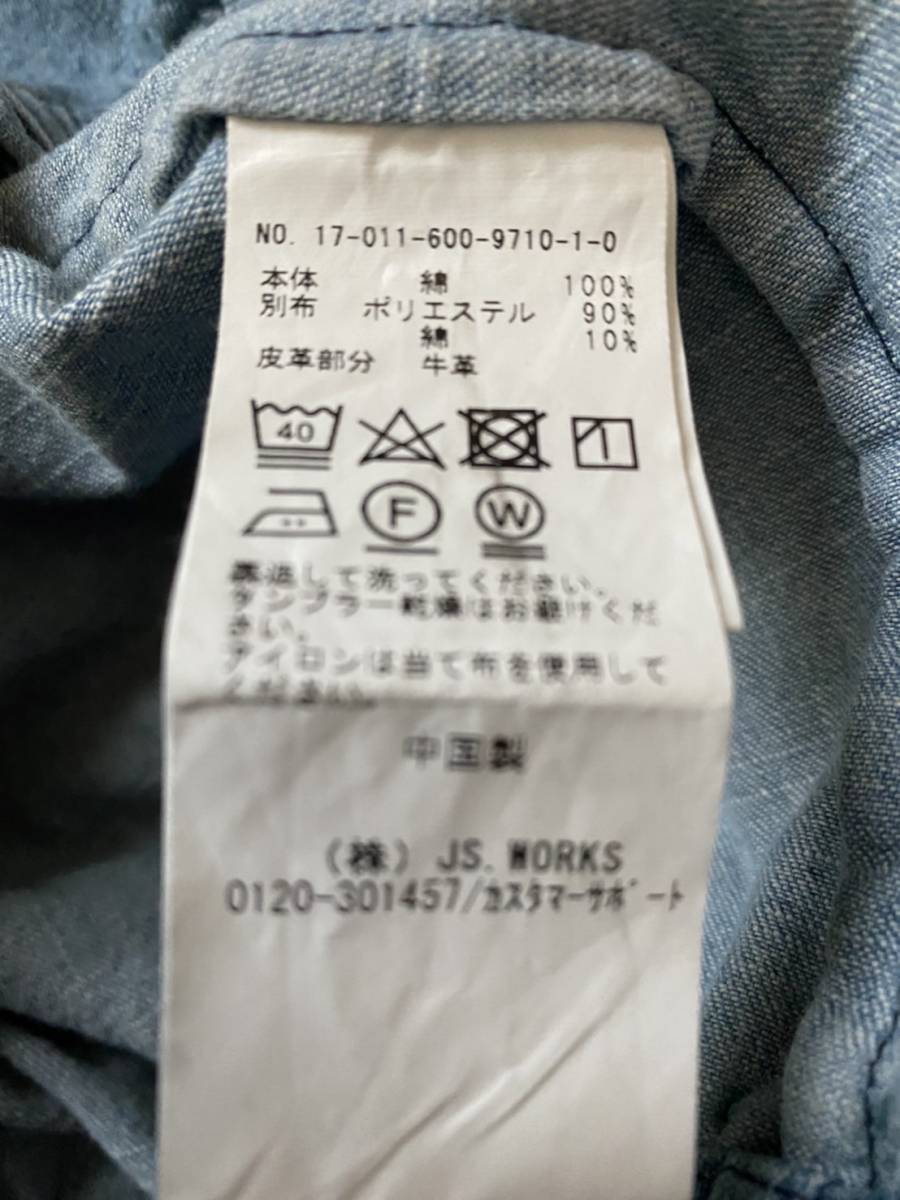 NO. 17-011-600-9710-1-0
本体 綿 100%
別布 ポリエステル 90%
綿 10%
皮革部分 牛革
40
F W
裏返して洗ってください。
タンブラー乾燥はお避けくだ
さい。
アイロンは当て布を使用して
ください。
中国製
(株) JS.WORKS
0120-301457/カスタマーサポート